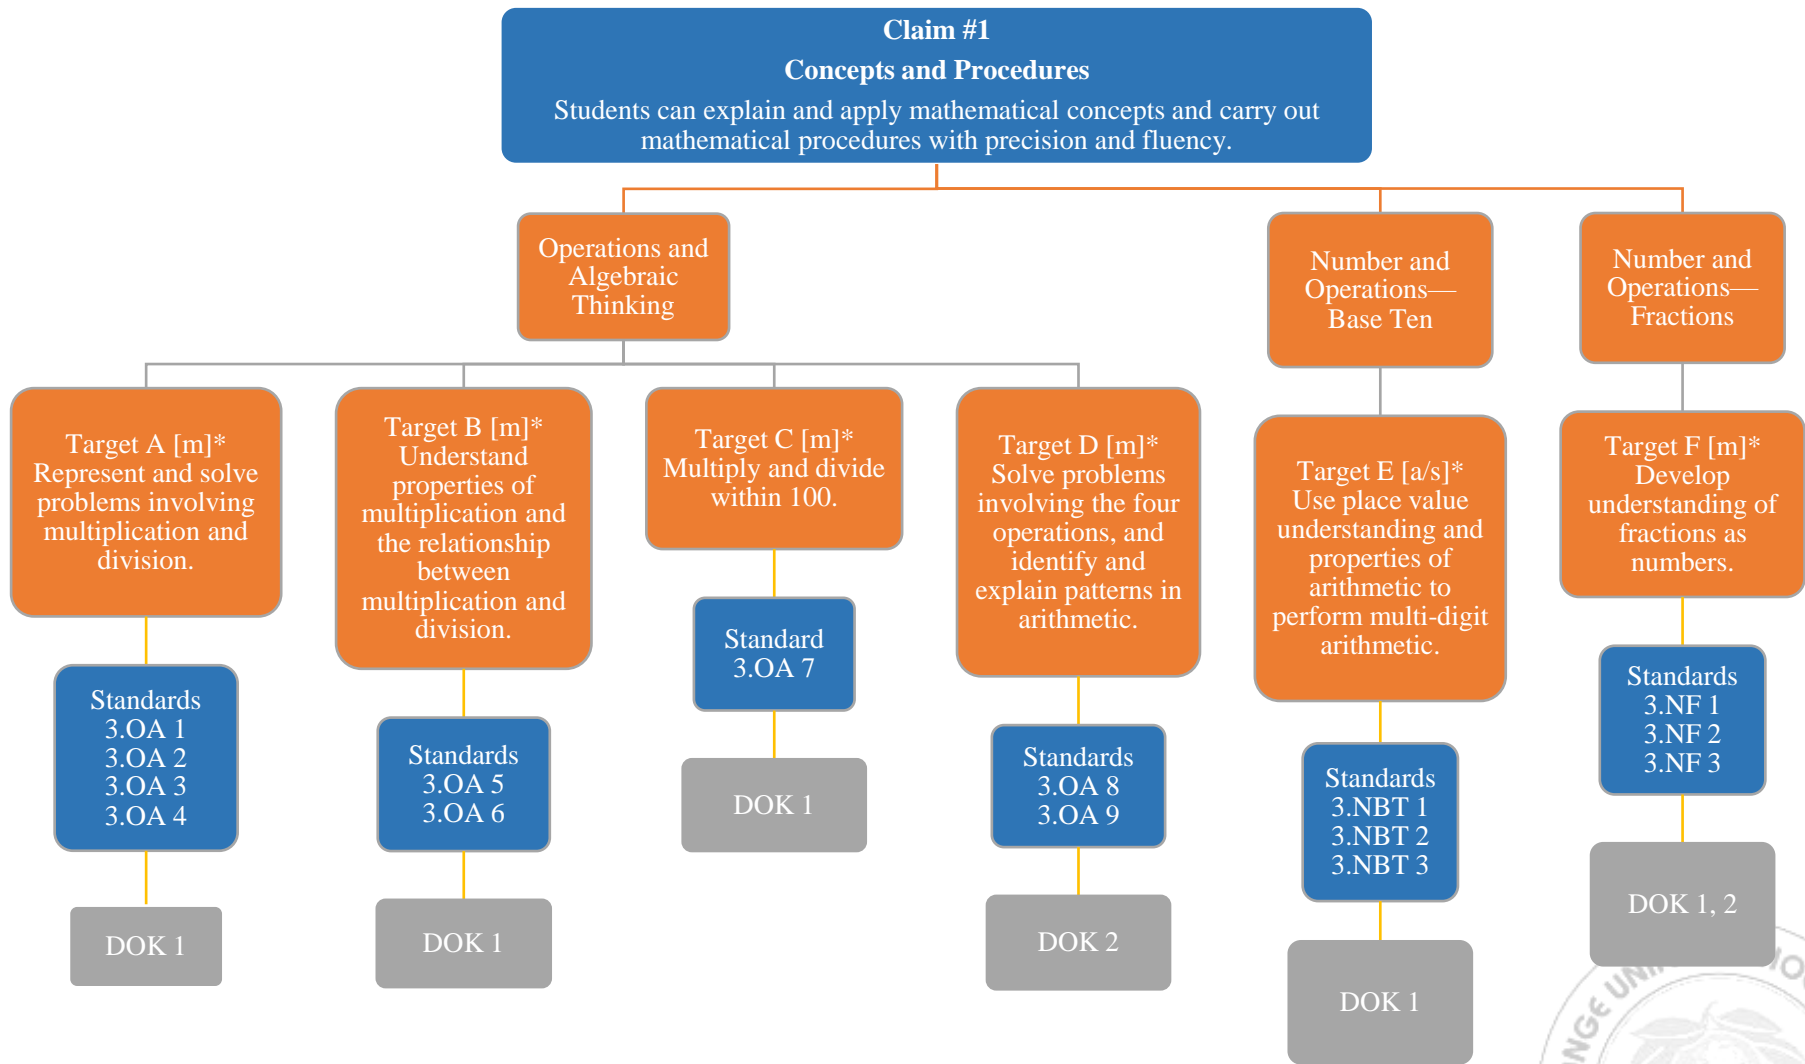 Claim #1
Concepts and Procedures
Students can explain and apply mathematical concepts and carry out
mathematical procedures with precision and fluency.
Operations and
Algebraic
Thinking
Number and
Operations—
Base Ten
Number and
Operations—
Fractions
Target A [m]*
Represent and solve
problems involving
multiplication and
division.
Target B [m]*
Understand
properties of
multiplication and
the relationship
between
multiplication and
division.
Target C [m]*
Multiply and divide
within 100.
Target D [m]*
Solve problems
involving the four
operations, and
identify and
explain patterns in
arithmetic.
Target E [a/s]*
Use place value
understanding and
properties of
arithmetic to
perform multi-digit
arithmetic.
Target F [m]*
Develop
understanding of
fractions as
numbers.
Standards
3.OA 1
3.OA 2
3.OA 3
3.OA 4
Standards
3.OA 5
3.OA 6
Standard
3.OA 7
Standards
3.OA 8
3.OA 9
Standards
3.NBT 1
3.NBT 2
3.NBT 3
Standards
3.NF 1
3.NF 2
3.NF 3
DOK 1
DOK 1
DOK 1
DOK 2
DOK 1
DOK 1, 2